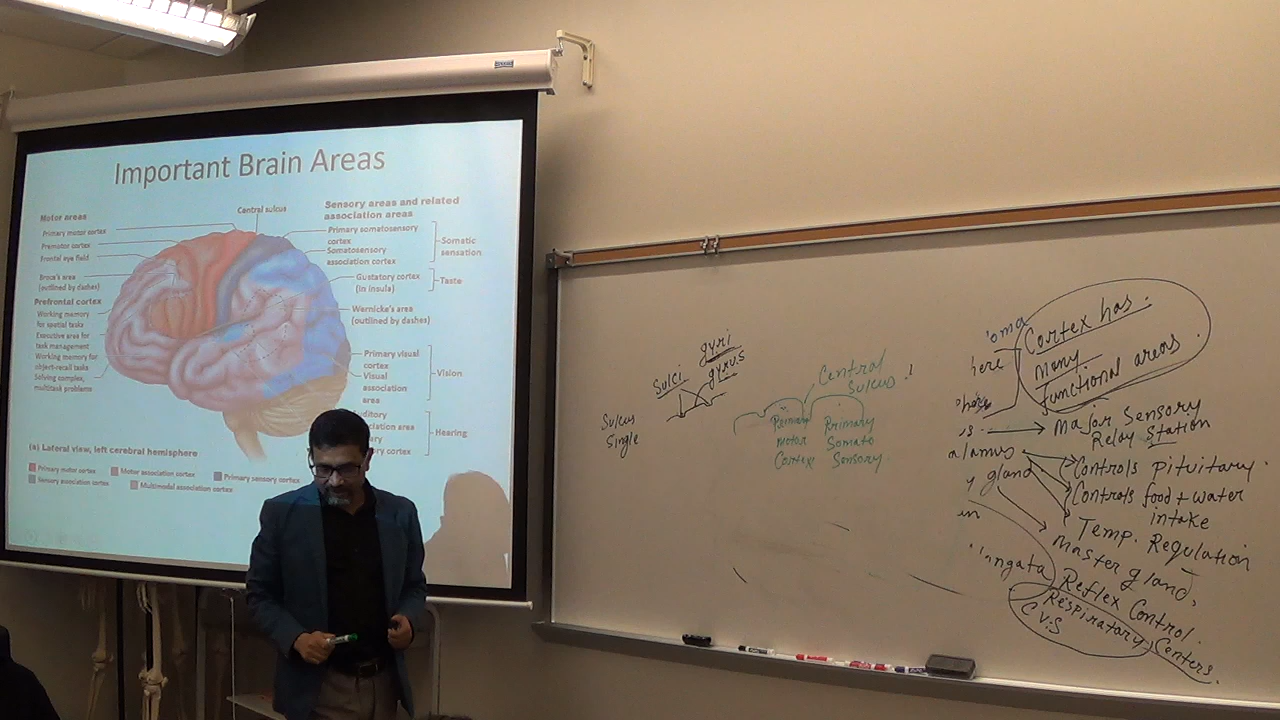 Important Brain Areas
Motor areas
Primary motor cortex
Premotor cortex
Frontal eye field
Broca's area
(outlined by dashes)
Prefrontal cortex
Working memory
for spatial tasks
Executive area for
task management
Working memory for
object-recall tasks
Solving complex,
multitask problems
Central sulcus
Sensory areas and related
association areas
Primary somatosensory
cortex
Somatosensory
association cortex
Somatic
sensation
Gustatory cortex
(in insula)
Taste
Wernicke's area
(outlined by dashes)
Primary visual
cortex
Visual
association
area
Vision
Hearing
(a) Lateral view, left cerebral hemisphere
Primary motor cortex
Motor association cortex
Primary sensory cortex
Sensory association cortex
Multimodal association cortex
Sulcus
Single
Sulci
gyri
gyrus
Central
Sulcus !
Primary
motor
Cortex
Primary
Somato
Sensory
Cortex has
many
functional areas.
here
is
Major Sensory
Relay Station
alamus
Controls pituitary.
y gland
Controls food + water
intake
in
Temp. Regulation
master gland,
langata
Reflex Control.
Respiratory Centers.
C.V.S